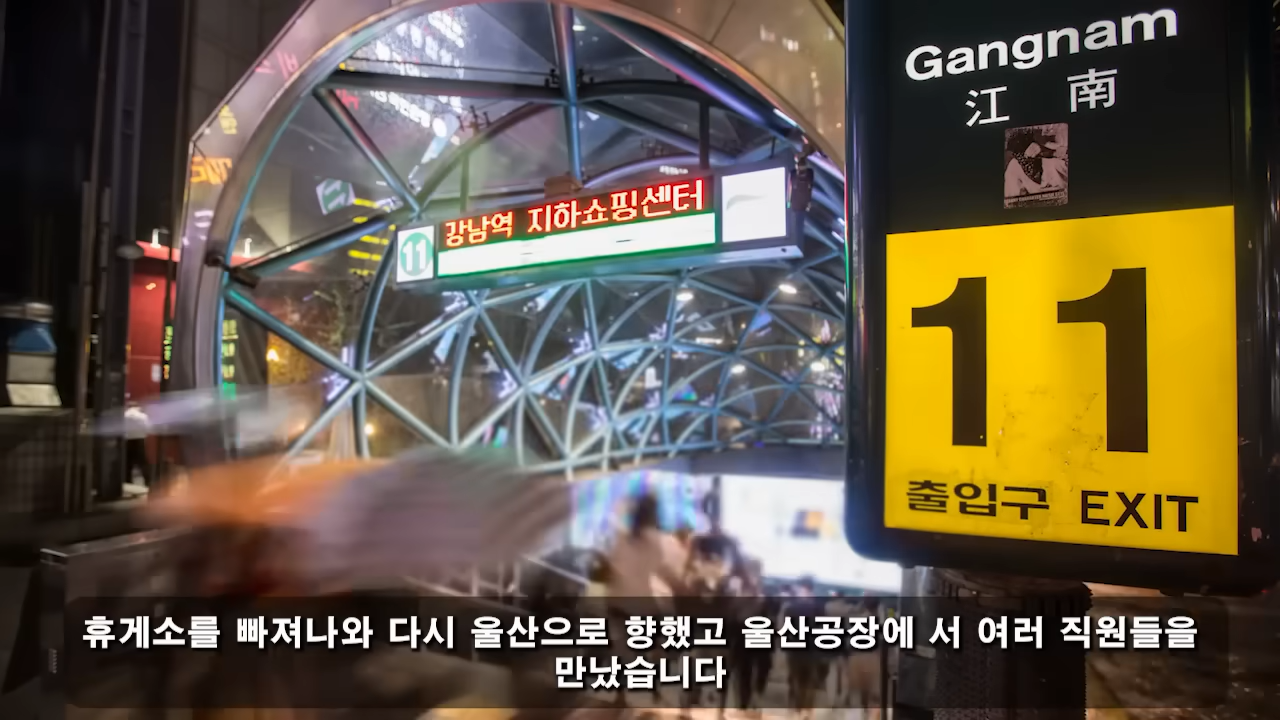 Gangnam
江 南
강남역 지하쇼핑센터
11
11
출입구 EXIT
휴게소를 빠져나와 다시 울산으로 향했고 울산공장에 서 여러 직원들을
만났습니다